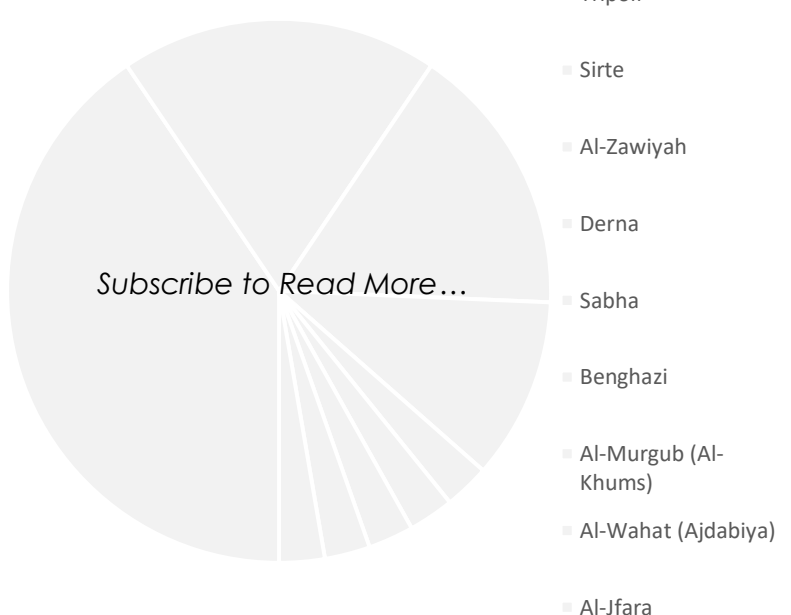 Subscribe to Read More...
Sirte
Al-Zawiyah
Derna
Sabha
Benghazi
Al-Murgub (Al-
Khums)
Al-Wahat (Ajdabiya)
Al-Jfara